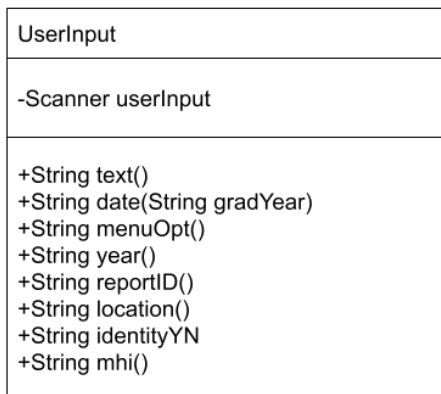 UserInput
-Scanner userInput
+String text()
+String date(String gradYear)
+String menuOpt()
+String year()
+String reportID()
+String location()
+String identityYN
+String mhi()